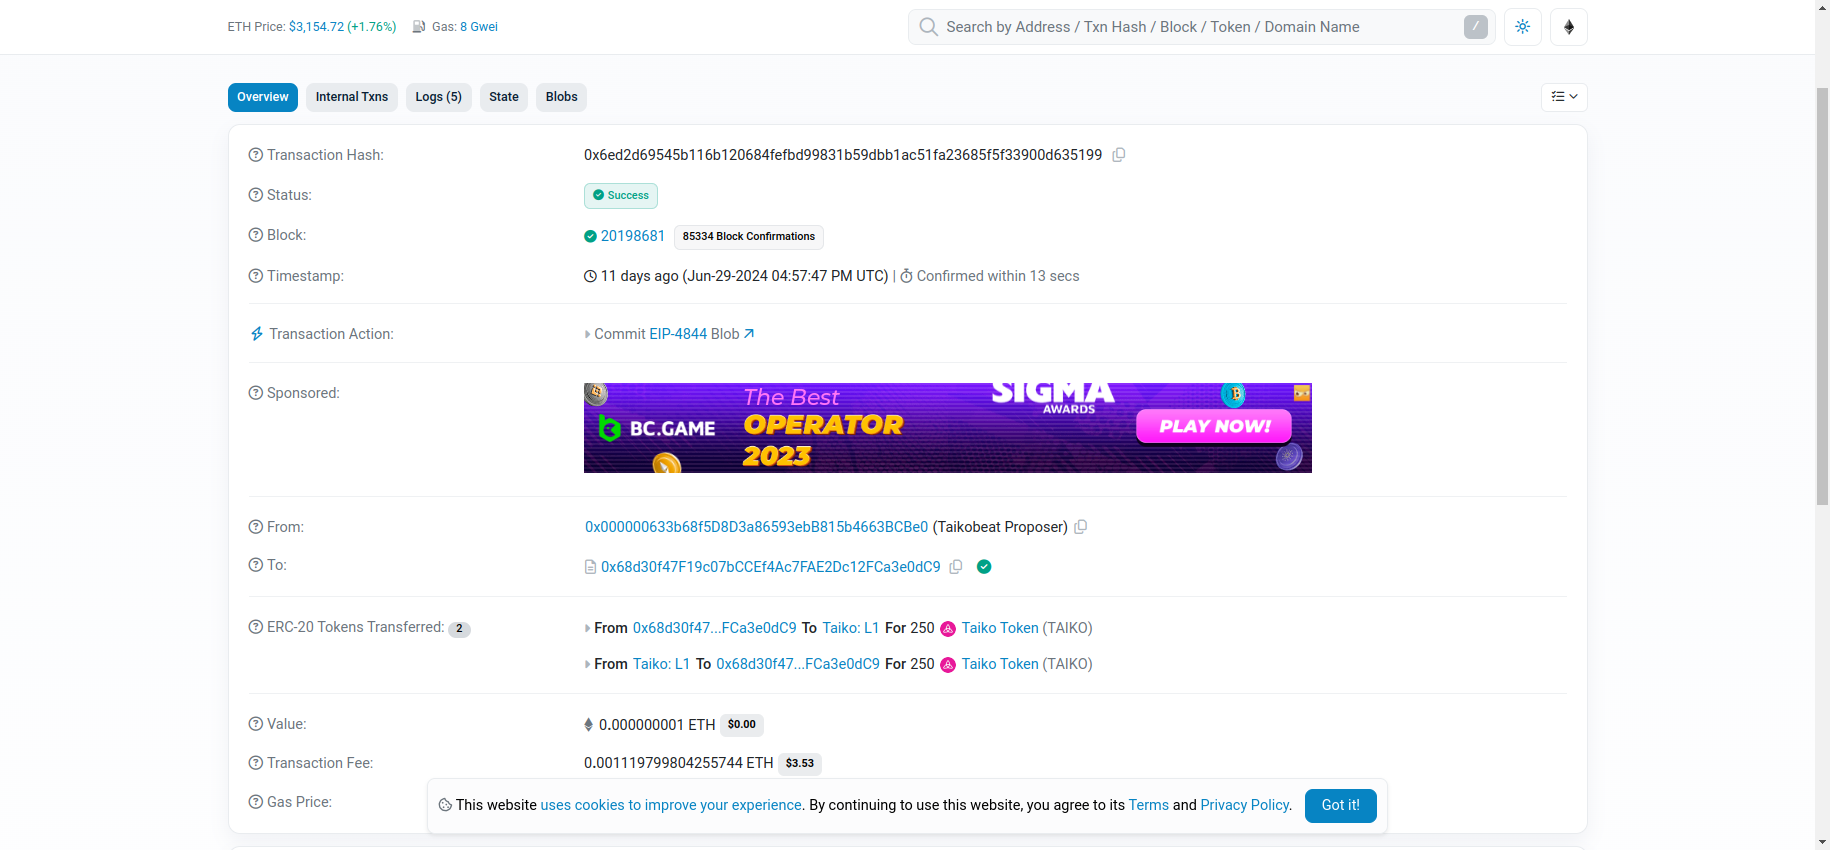 ETH Price: $3,154.72 (+1.76%) Gas: 8 Gwei
Search by Address / Txn Hash / Block / Token / Domain Name /
Overview Internal Txns Logs (5) State Blobs
Transaction Hash: 0x6ed2d69545b116b120684fefbd99831b59dbb1ac51fa23685f5f33900d635199
Status: Success
Block: 20198681 85334 Block Confirmations
Timestamp: 11 days ago (Jun-29-2024 04:57:47 PM UTC) | Confirmed within 13 secs
Transaction Action: Commit EIP-4844 Blob
Sponsored:
BC.GAME
The Best
OPERATOR
2023
SIGMA
AWARDS
PLAY NOW!
From: 0x000000633b68f5D8D3a86593ebB815b4663BCBe0 (Taikobeat Proposer)
To: 0x68d30f47F19c07bCCEf4Ac7FAE2Dc12FCa3e0dC9
ERC-20 Tokens Transferred: 2
From 0x68d30f47...FCa3e0dC9 To Taiko: L1 For 250 Taiko Token (TAIKO)
From Taiko: L1 To 0x68d30f47...FCa3e0dC9 For 250 Taiko Token (TAIKO)
Value: 0.000000001 ETH $0.00
Transaction Fee: 0.001119799804255744 ETH $3.53
Gas Price:
This website uses cookies to improve your experience. By continuing to use this website, you agree to its Terms and Privacy Policy. Got it!